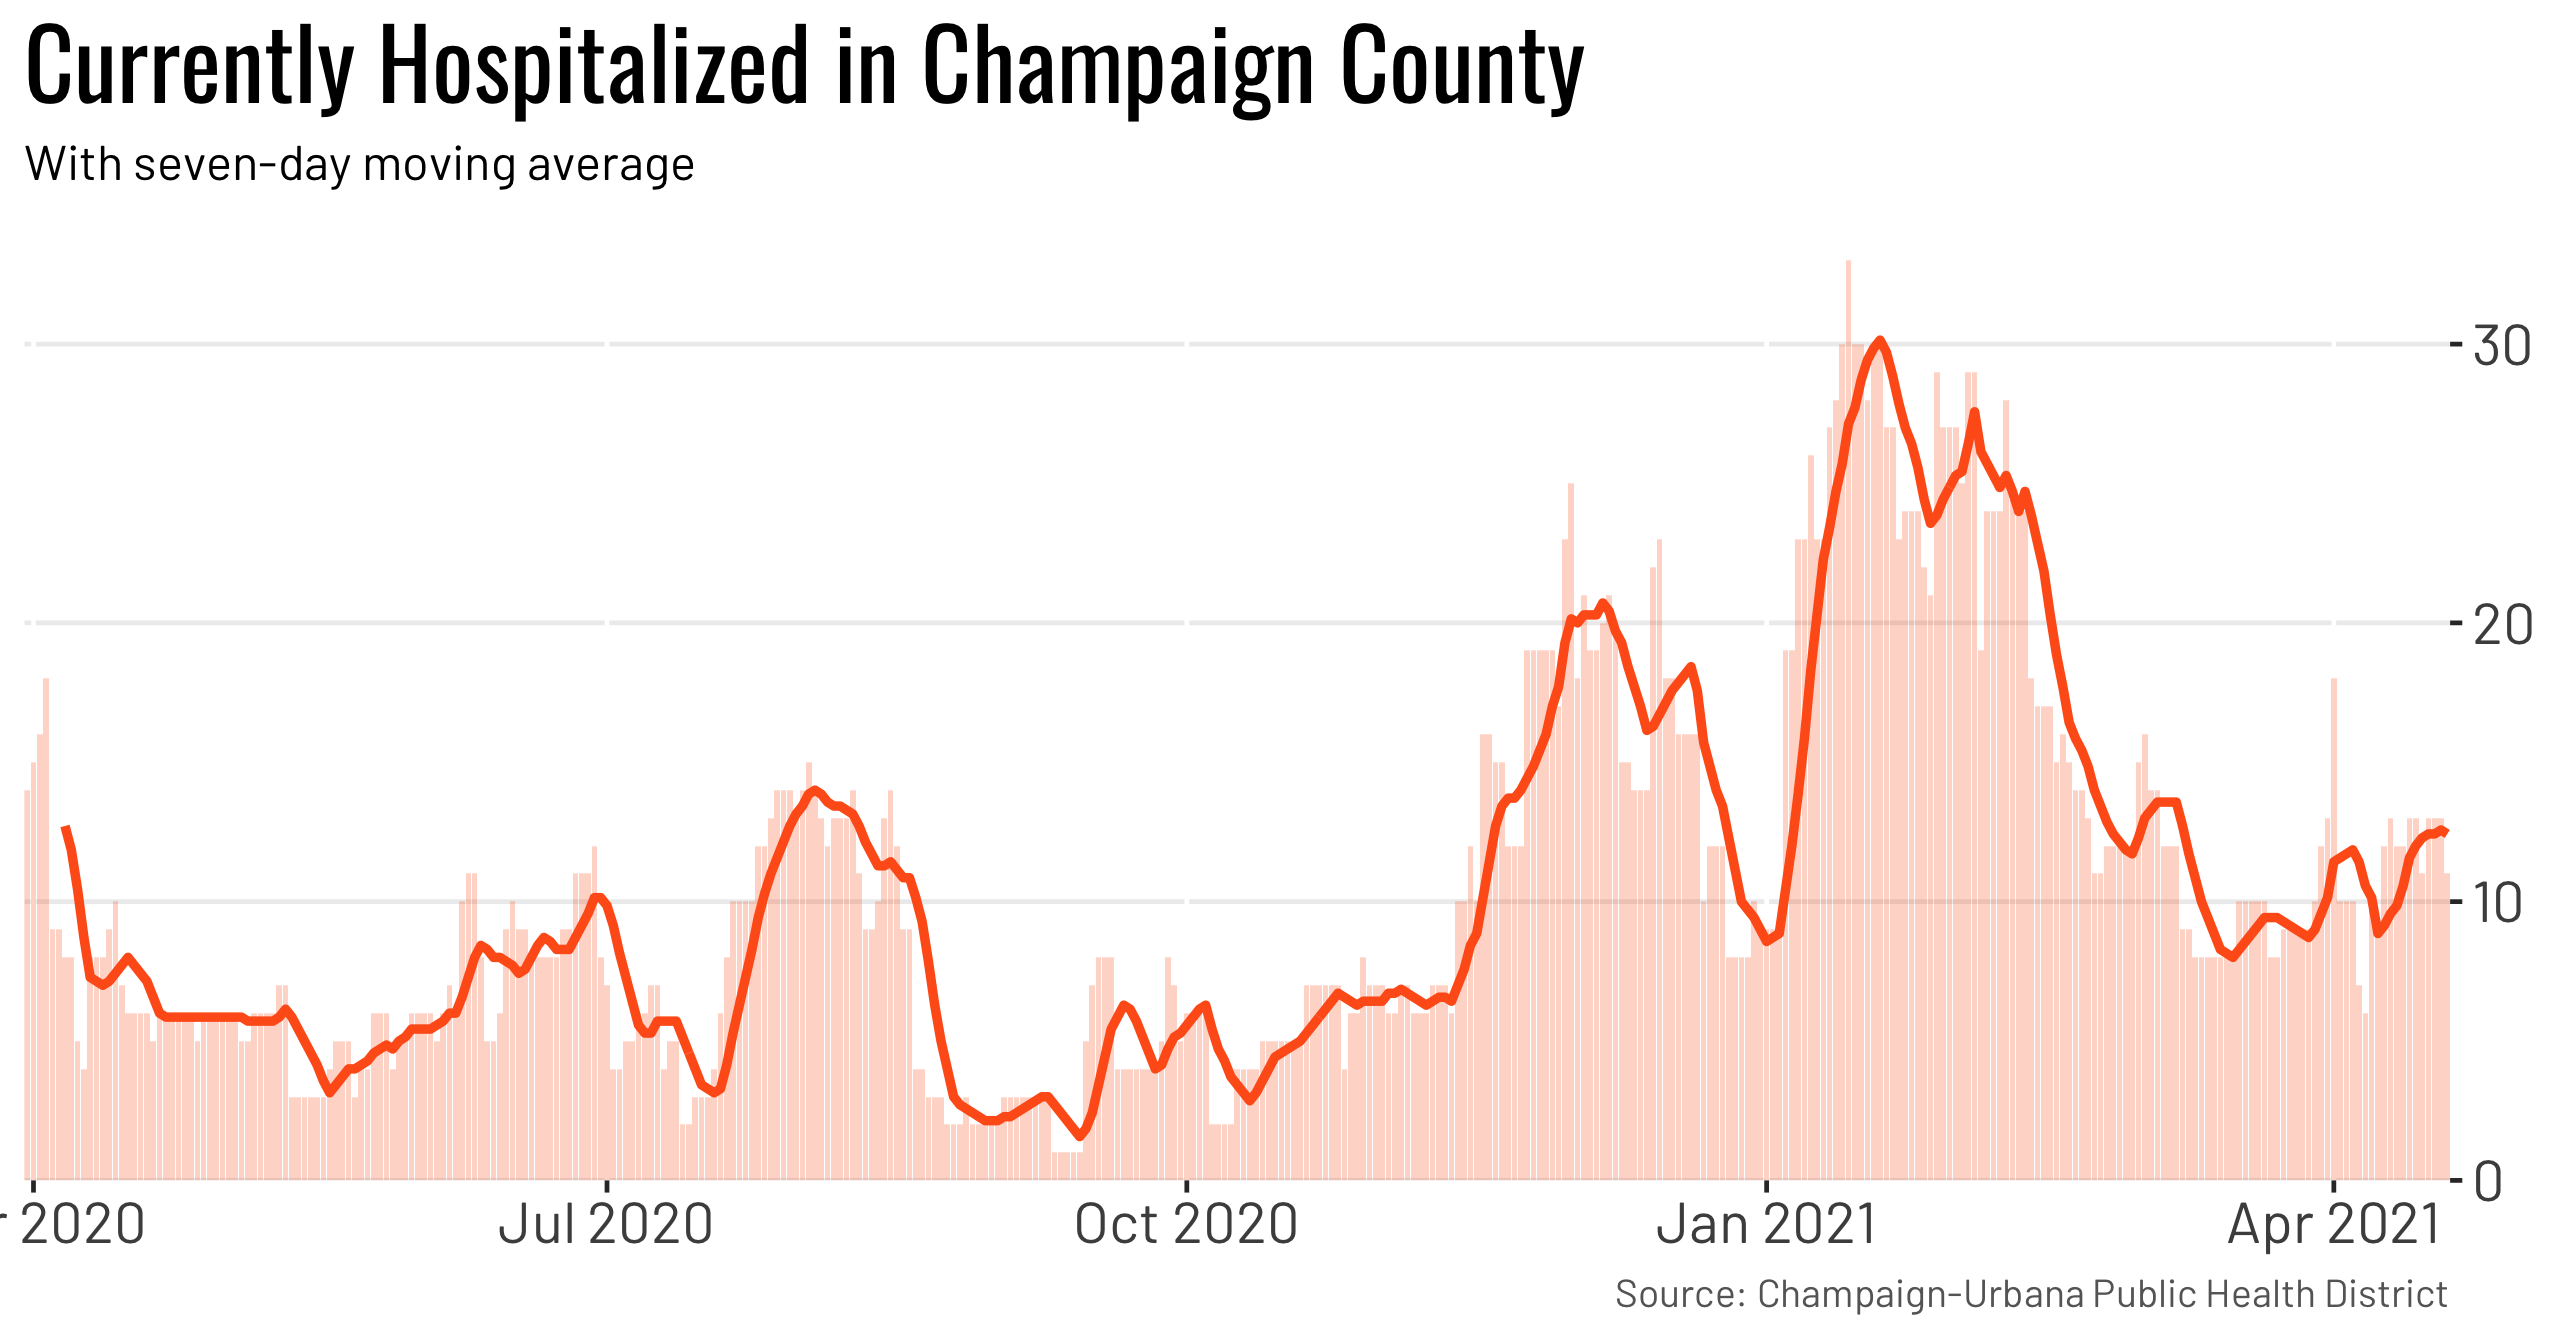 Currently Hospitalized in Champaign County
With seven-day moving average
30
20
10
0
r 2020
Jul 2020
Oct 2020
Jan 2021
Apr 2021
Source: Champaign-Urbana Public Health District